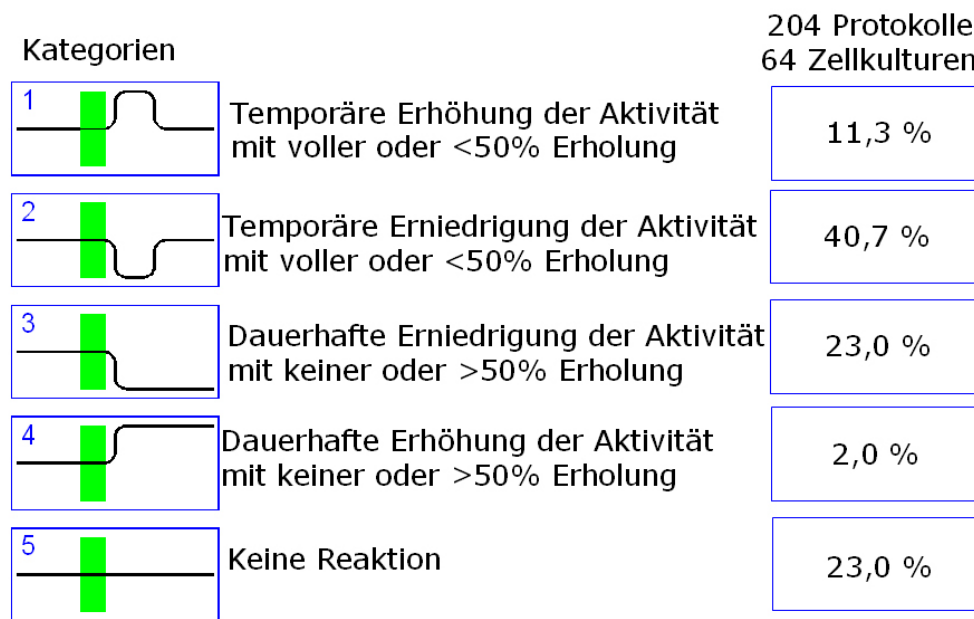 204 Protokolle
Kategorien
64 Zellkulturen
1
Temporäre Erhöhung der Aktivität
mit voller oder <50% Erholung
11,3 %
2
Temporäre Erniedrigung der Aktivität
mit voller oder <50% Erholung
40,7 %
3
Dauerhafte Erniedrigung der Aktivität
mit keiner oder >50% Erholung
23,0 %
4
Dauerhafte Erhöhung der Aktivität
mit keiner oder >50% Erholung
2,0 %
5
Keine Reaktion
23,0 %